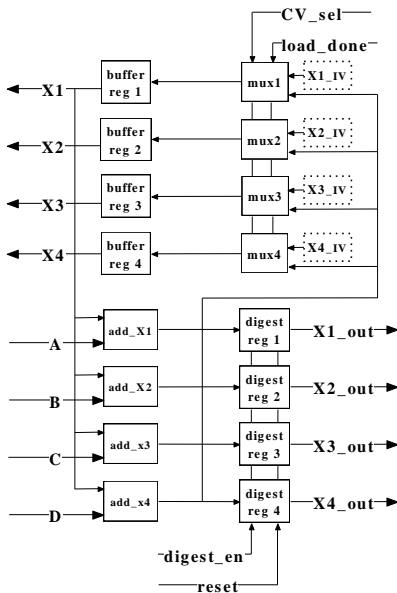 CV_sel
load_done
X1
buffer
reg 1
mux1
X1_IV
X2
buffer
reg 2
mux2
X2_IV
X3
buffer
reg 3
mux3
X3_IV
X4
buffer
reg 4
mux4
X4_IV
A
add_X1
digest
reg 1
X1_out
B
add_X2
digest
reg 2
X2_out
C
add_x3
digest
reg 3
X3_out
D
add_x4
digest
reg 4
X4_out
digest_en
reset